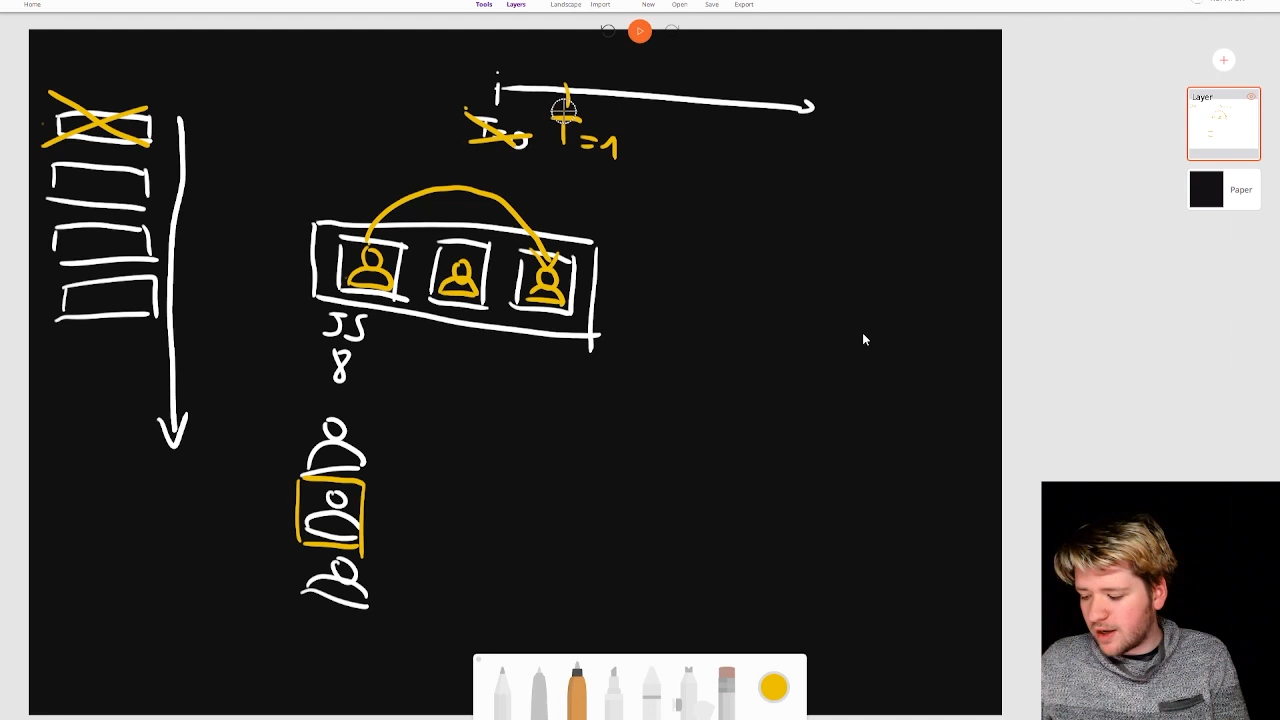 Home Tools Layers Landscape Import New Open Save Export
Layer
T=1
JS
8
Paper